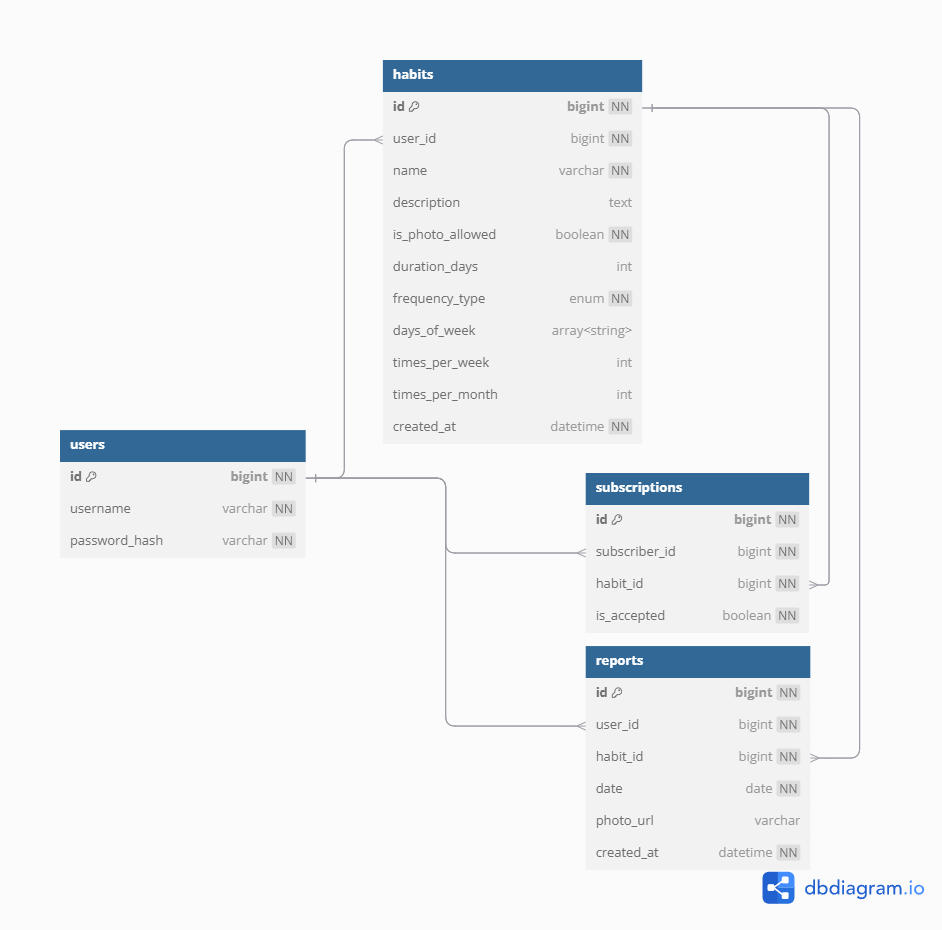 habits
id bigint NN
user_id bigint NN
name varchar NN
description text
is_photo_allowed boolean NN
duration_days int
frequency_type enum NN
days_of_week array<string>
times_per_week int
times_per_month int
created_at datetime NN
users
id bigint NN
username varchar NN
password_hash varchar NN
subscriptions
id bigint NN
subscriber_id bigint NN
habit_id bigint NN
is_accepted boolean NN
reports
id bigint NN
user_id bigint NN
habit_id bigint NN
date date NN
photo_url varchar
created_at datetime NN
dbdiagram.io